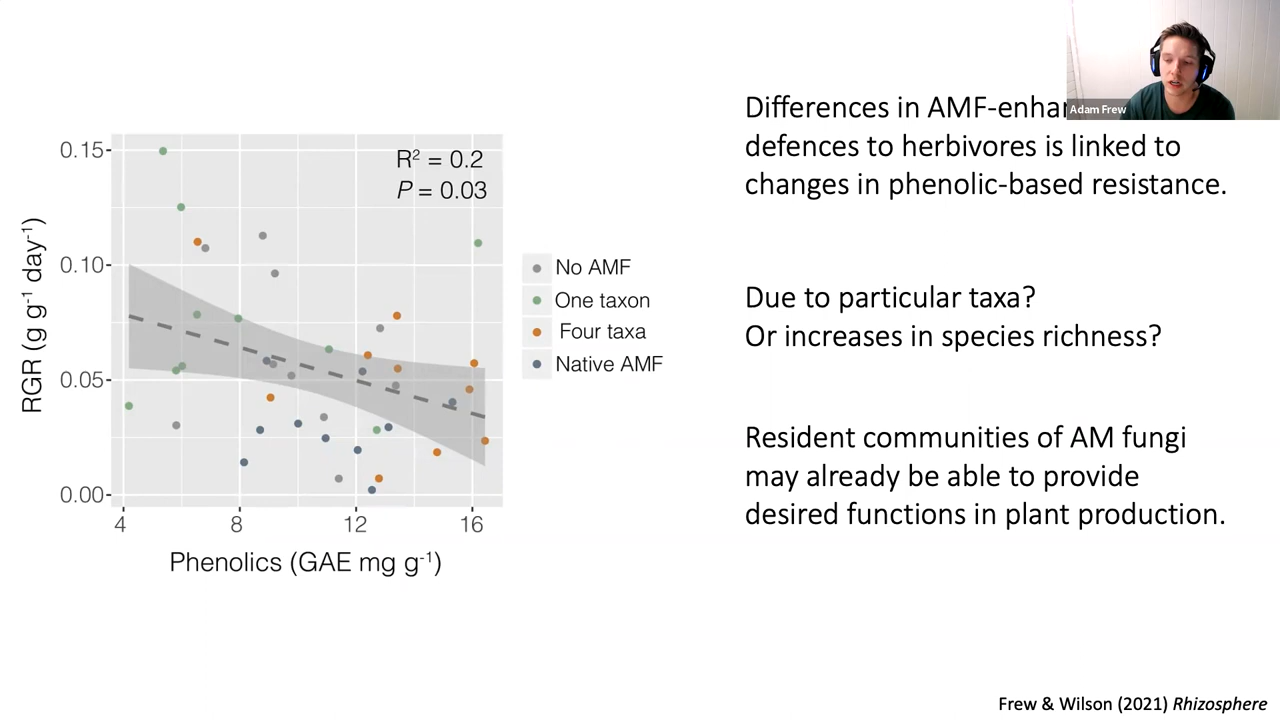 Adam Frew
Differences in AMF-enha
defences to herbivores is linked to
changes in phenolic-based resistance.
Due to particular taxa?
Or increases in species richness?
Resident communities of AM fungi
may already be able to provide
desired functions in plant production.
R² = 0.2
P = 0.03
0.15
0.10
0.05
0.00
RGR (g g⁻¹ day⁻¹)
4 8 12 16
Phenolics (GAE mg g⁻¹)
No AMF
One taxon
Four taxa
Native AMF
Frew & Wilson (2021) Rhizosphere